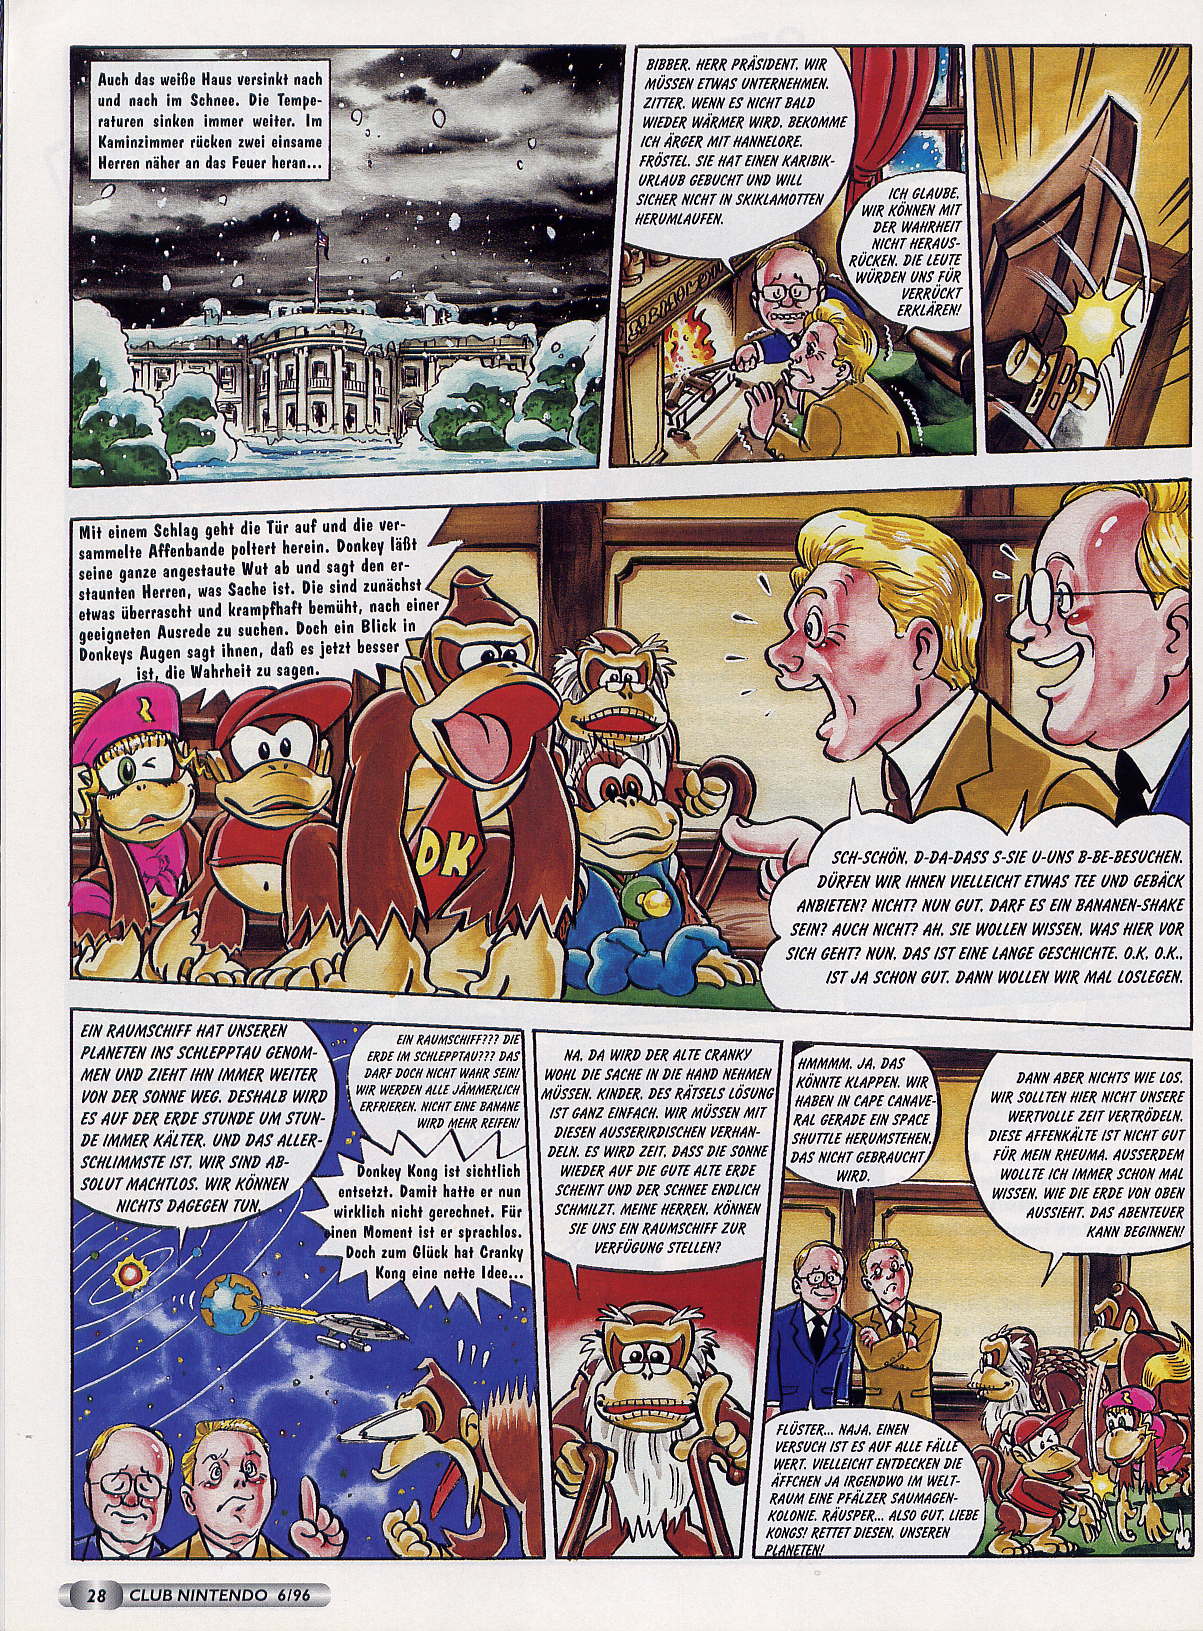 Auch das weiße Haus versinkt nach
und nach im Schnee. Die Tempe-
raturen sinken immer weiter. Im
Kaminzimmer rücken zwei einsame
Herren näher an das Feuer heran...
BIBBER. HERR PRÄSIDENT. WIR
MÜSSEN ETWAS UNTERNEHMEN.
ZITTER. WENN ES NICHT BALD
WIEDER WÄRMER WIRD. BEKOMME
ICH ÄRGER MIT HANNELORE.
FRÖSTEL. SIE HAT EINEN KARIBIK-
URLAUB GEBUCHT UND WILL
SICHER NICHT IN SKIKLAMOTTEN
HERUMLAUFEN.
ICH GLAUBE.
WIR KÖNNEN MIT
DER WAHRHEIT
NICHT HERAUS-
RÜCKEN. DIE LEUTE
WÜRDEN UNS FÜR
VERRÜCKT
ERKLÄREN!
Mit einem Schlag geht die Tür auf und die ver-
sammelte Affenbande poltert herein. Donkey läßt
seine ganze angestaute Wut ab und sagt den er-
staunten Herren, was Sache ist. Die sind zunächst
etwas überrascht und krampfhaft bemüht, nach einer
geeigneten Ausrede zu suchen. Doch ein Blick in
Donkeys Augen sagt ihnen, daß es jetzt besser
ist, die Wahrheit zu sagen.
DK
SCH-SCHÖN. D-DA-DASS S-SIE U-UNS B-BE-BESUCHEN.
DÜRFEN WIR IHNEN VIELLEICHT ETWAS TEE UND GEBÄCK
ANBIETEN? NICHT? NUN GUT. DARF ES EIN BANANEN-SHAKE
SEIN? AUCH NICHT? AH. SIE WOLLEN WISSEN. WAS HIER VOR
SICH GEHT? NUN. DAS IST EINE LANGE GESCHICHTE. O.K. O.K..
IST JA SCHON GUT. DANN WOLLEN WIR MAL LOSLEGEN.
EIN RAUMSCHIFF HAT UNSEREN
PLANETEN INS SCHLEPPTAU GENOM-
MEN UND ZIEHT IHN IMMER WEITER
VON DER SONNE WEG. DESHALB WIRD
ES AUF DER ERDE STUNDE UM STUN-
DE IMMER KÄLTER. UND DAS ALLER-
SCHLIMMSTE IST. WIR SIND AB-
SOLUT MACHTLOS. WIR KÖNNEN
NICHTS DAGEGEN TUN.
EIN RAUMSCHIFF??? DIE
ERDE IM SCHLEPPTAU??? DAS
DARF DOCH NICHT WAHR SEIN!
WIR WERDEN ALLE JÄMMERLICH
ERFRIEREN. NICHT EINE BANANE
WIRD MEHR REIFEN!
Donkey Kong ist sichtlich
entsetzt. Damit hatte er nun
wirklich nicht gerechnet. Für
einen Moment ist er sprachlos.
Doch zum Glück hat Cranky
Kong eine nette Idee...
NA. DA WIRD DER ALTE CRANKY
WOHL DIE SACHE IN DIE HAND NEHMEN
MÜSSEN. KINDER. DES RÄTSELS LÖSUNG
IST GANZ EINFACH. WIR MÜSSEN MIT
DIESEN AUSSERIRDISCHEN VERHAN-
DELN. ES WIRD ZEIT. DASS DIE SONNE
WIEDER AUF DIE GUTE ALTE ERDE
SCHEINT UND DER SCHNEE ENDLICH
SCHMILZT. MEINE HERREN. KÖNNEN
SIE UNS EIN RAUMSCHIFF ZUR
VERFÜGUNG STELLEN?
HMMMM. JA. DAS
KÖNNTE KLAPPEN. WIR
HABEN IN CAPE CANAVE-
RAL GERADE EIN SPACE
SHUTTLE HERUMSTEHEN.
DAS NICHT GEBRAUCHT
WIRD.
DANN ABER NICHTS WIE LOS.
WIR SOLLTEN HIER NICHT UNSERE
WERTVOLLE ZEIT VERTRÖDELN.
DIESE AFFENKÄLTE IST NICHT GUT
FÜR MEIN RHEUMA. AUSSERDEM
WOLLTE ICH IMMER SCHON MAL
WISSEN. WIE DIE ERDE VON OBEN
AUSSIEHT. DAS ABENTEUER
KANN BEGINNEN!
FLÜSTER... NAJA. EINEN
VERSUCH IST ES AUF ALLE FÄLLE
WERT. VIELLEICHT ENTDECKEN DIE
ÄFFCHEN JA IRGENDWO IM WELT-
RAUM EINE PFÄLZER SAUMAGEN-
KOLONIE. RÄUSPER... ALSO GUT. LIEBE
KONGS! RETTET DIESEN. UNSEREN
PLANETEN!
28 CLUB NINTENDO 6/96